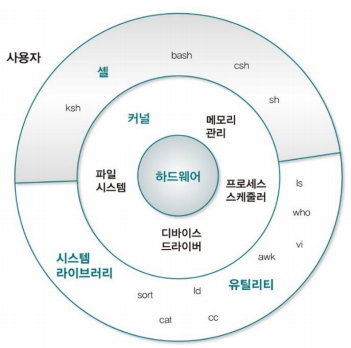 사용자
셸
bash
csh
sh
ksh
커널
메모리
관리
파일
시스템
하드웨어
프로세스
스케줄러
디바이스
드라이버
ls
who
vi
awk
시스템
라이브러리
유틸리티
sort
ld
cat
cc